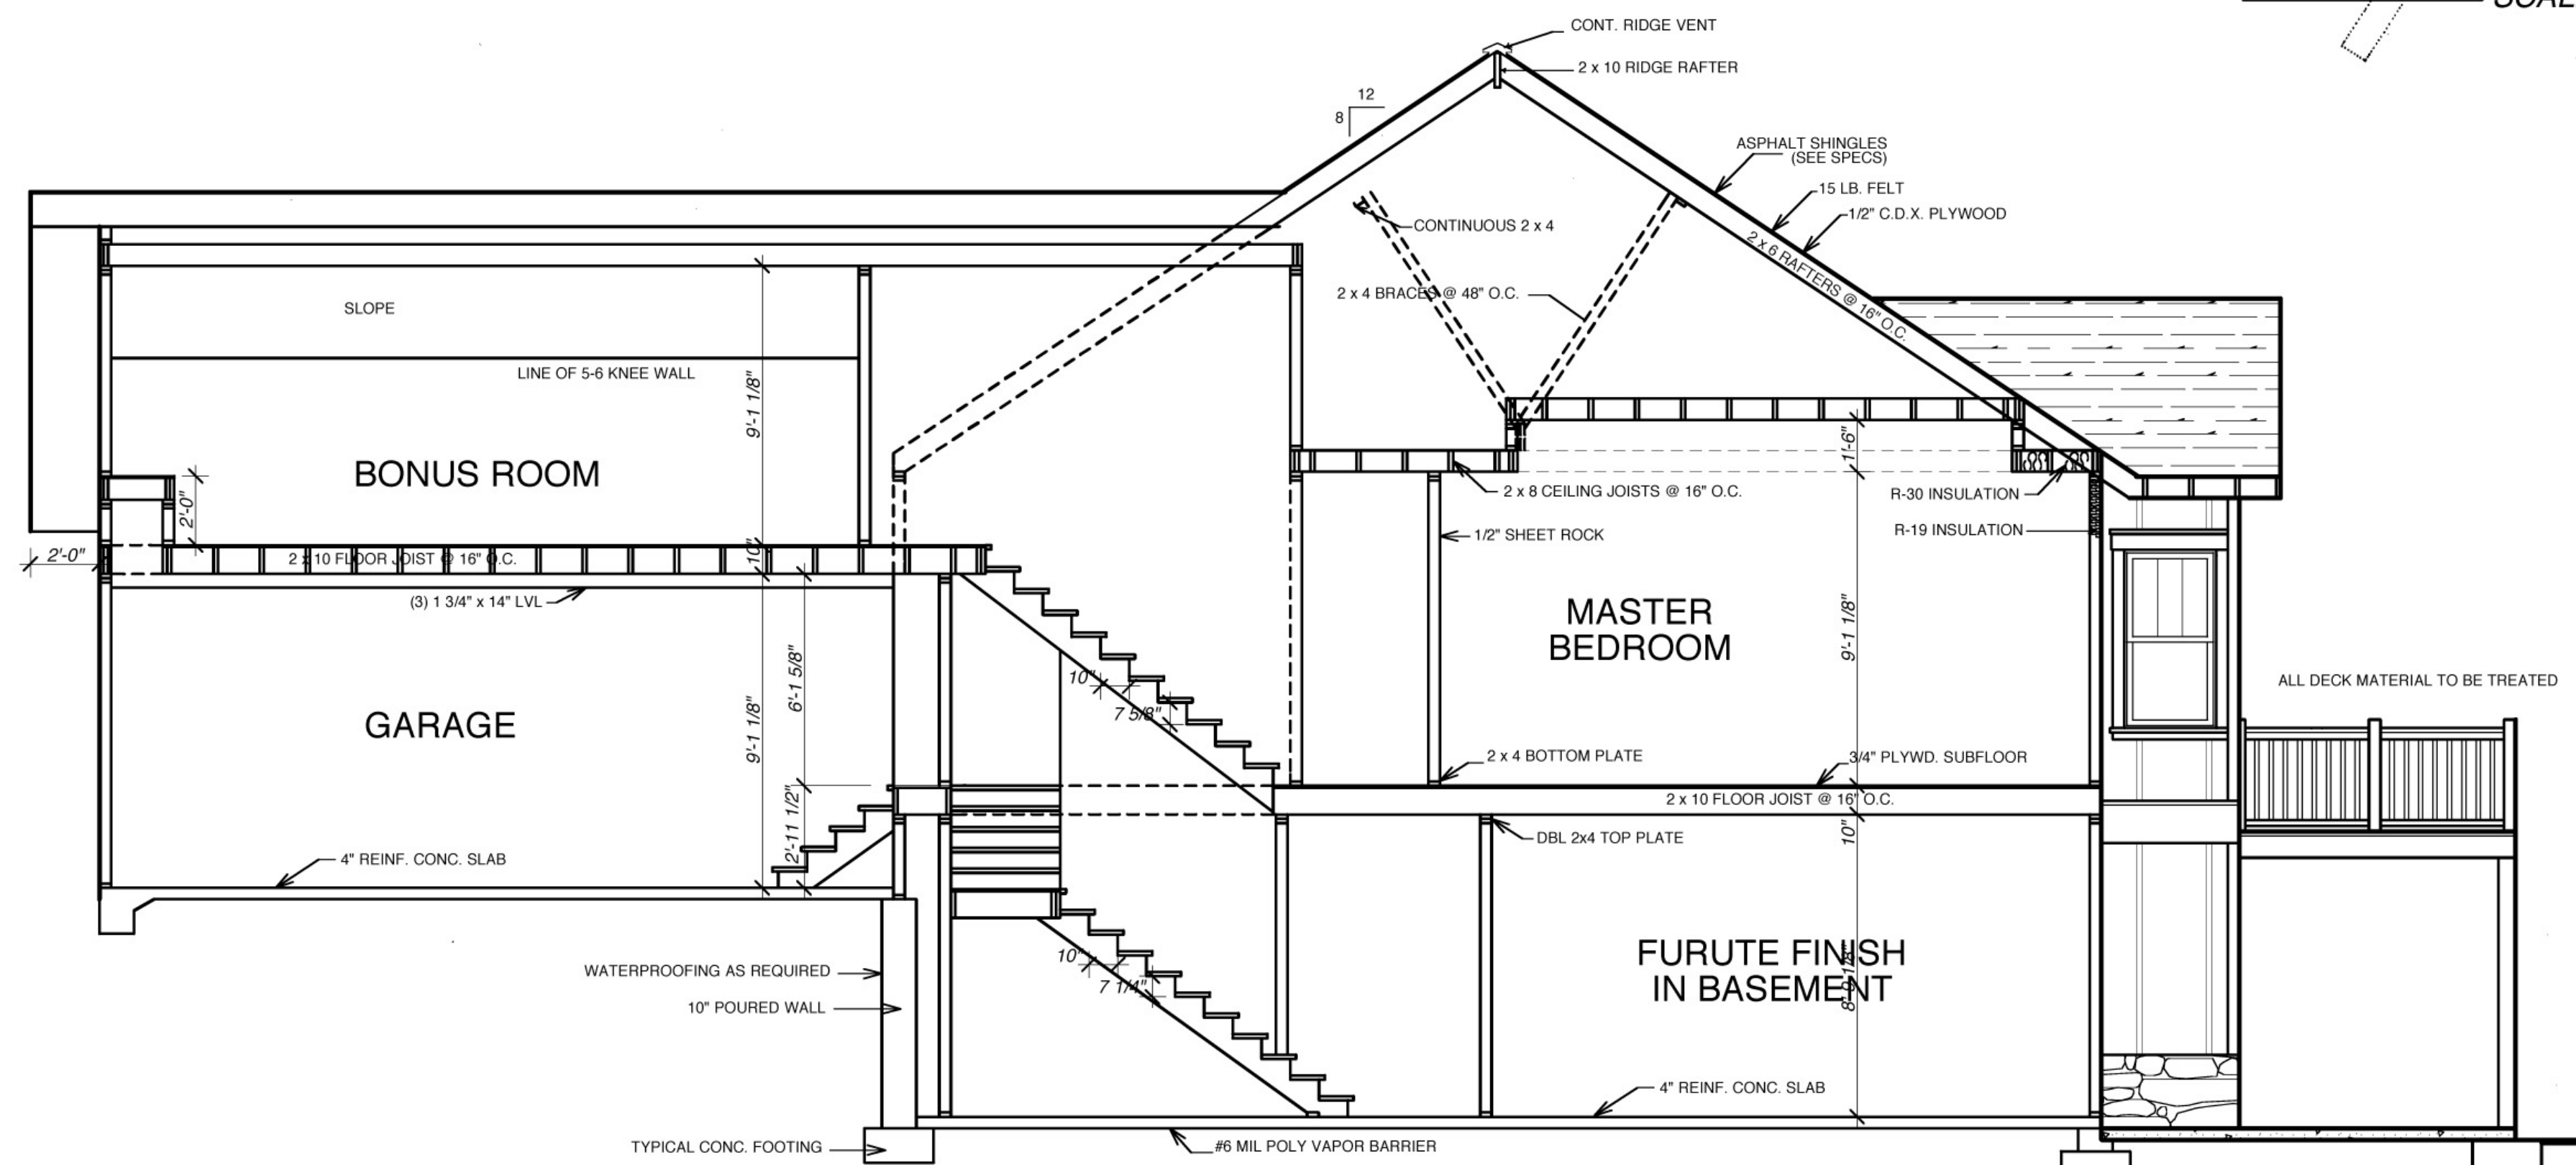 SCAL
CONT. RIDGE VENT
2 x 10 RIDGE RAFTER
12
8
ASPHALT SHINGLES
(SEE SPECS)
15 LB. FELT
1/2" C.D.X. PLYWOOD
2 x 6 RAFTERS @ 16" O.C.
CONTINUOUS 2 x 4
2 x 4 BRACES @ 48" O.C.
SLOPE
LINE OF 5-6 KNEE WALL
9'-1 1/8"
BONUS ROOM
2'-0"
2'-0"
10"
2 x 10 FLOOR JOIST @ 16" O.C.
(3) 1 3/4" x 14" LVL
1'-6"
2 x 8 CEILING JOISTS @ 16" O.C.
R-30 INSULATION
1/2" SHEET ROCK
R-19 INSULATION
MASTER
BEDROOM
9'-1 1/8"
6'-1 5/8"
9'-1 1/8"
GARAGE
10"
7 5/8"
ALL DECK MATERIAL TO BE TREATED
2 x 4 BOTTOM PLATE
3/4" PLYWD. SUBFLOOR
2 x 10 FLOOR JOIST @ 16" O.C.
2'-11 1/2"
DBL 2x4 TOP PLATE
10"
4" REINF. CONC. SLAB
FURUTE FINISH
IN BASEMENT
8'-9 1/8"
10"
7 1/4"
WATERPROOFING AS REQUIRED
10" POURED WALL
4" REINF. CONC. SLAB
TYPICAL CONC. FOOTING
#6 MIL POLY VAPOR BARRIER